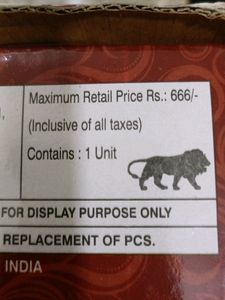 Maximum Retail Price Rs.: 666/-
(Inclusive of all taxes)
Contains : 1 Unit
FOR DISPLAY PURPOSE ONLY
REPLACEMENT OF PCS.
INDIA